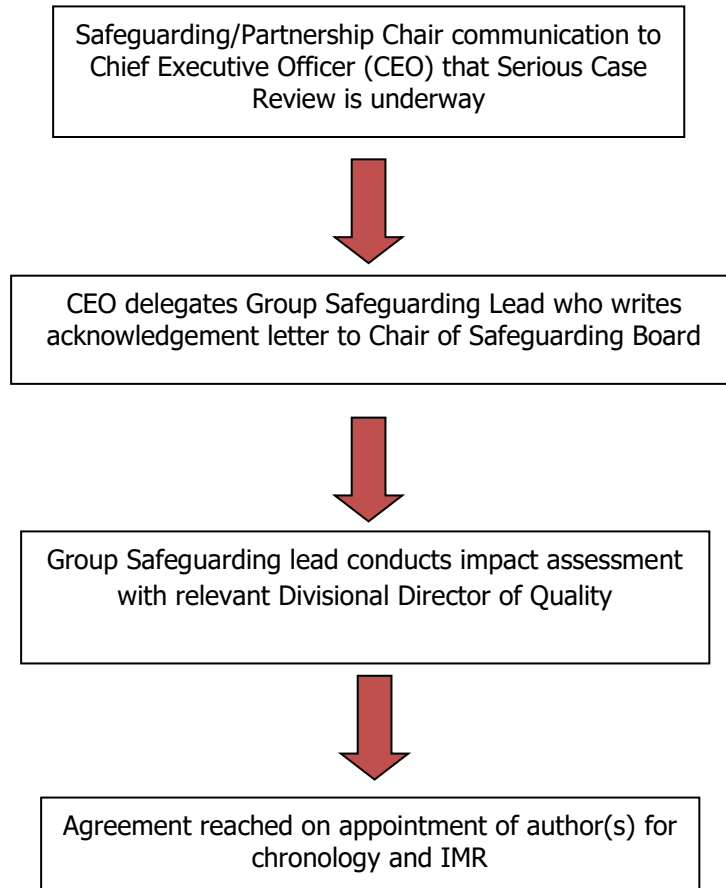 Safeguarding/Partnership Chair communication to
Chief Executive Officer (CEO) that Serious Case
Review is underway
CEO delegates Group Safeguarding Lead who writes
acknowledgement letter to Chair of Safeguarding Board
Group Safeguarding lead conducts impact assessment
with relevant Divisional Director of Quality
Agreement reached on appointment of author(s) for
chronology and IMR